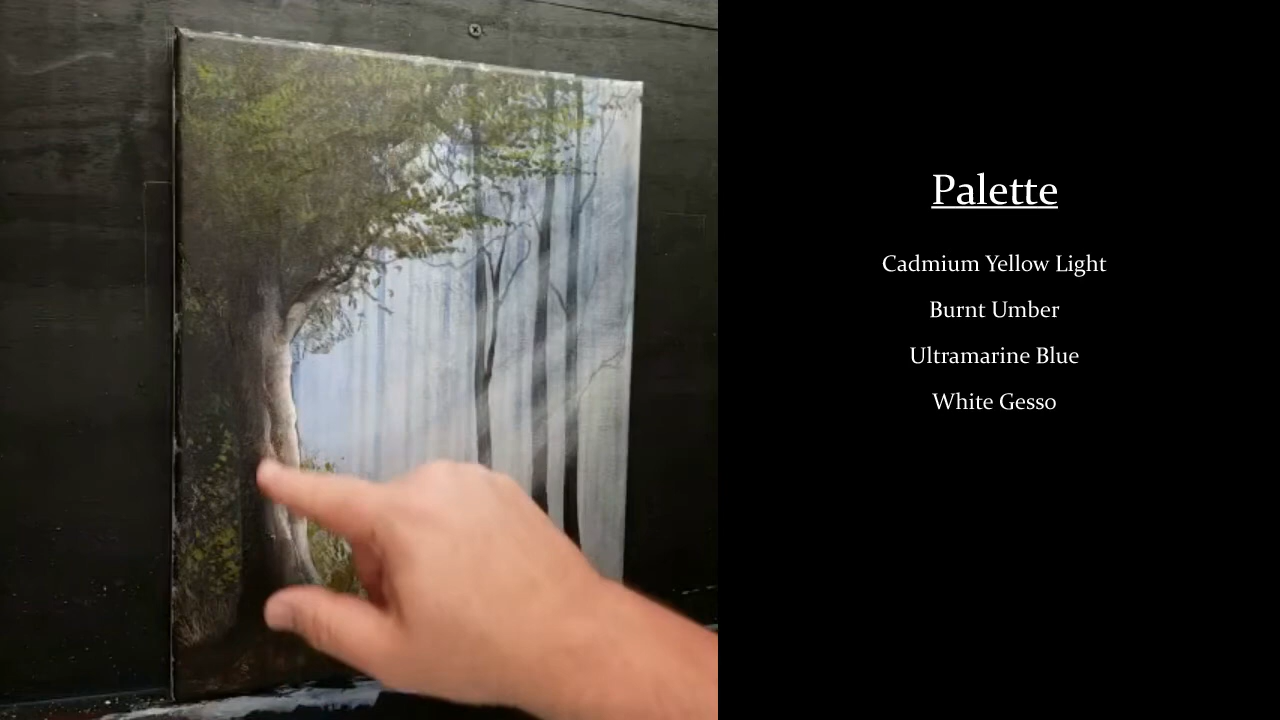 Palette
Cadmium Yellow Light
Burnt Umber
Ultramarine Blue
White Gesso